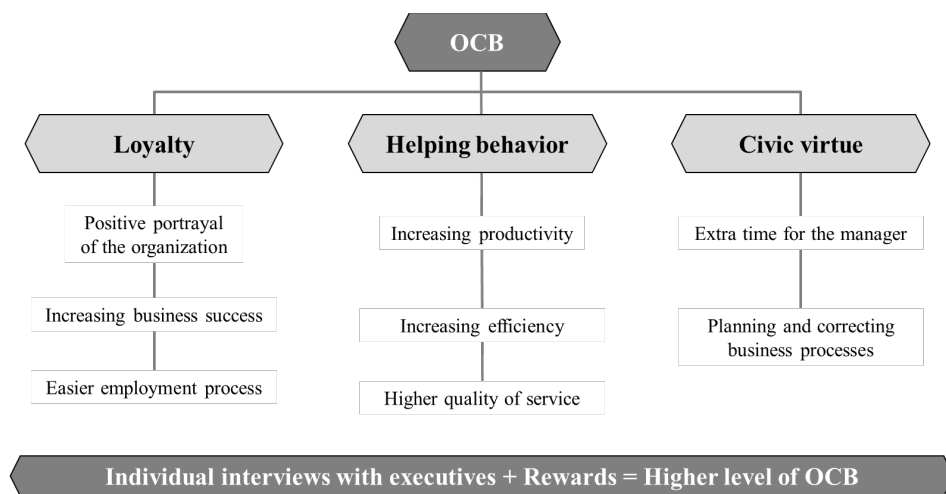 OCB
Loyalty
Helping behavior
Civic virtue
Positive portrayal
of the organization
Increasing business success
Easier employment process
Increasing productivity
Increasing efficiency
Higher quality of service
Extra time for the manager
Planning and correcting
business processes
Individual interviews with executives + Rewards = Higher level of OCB